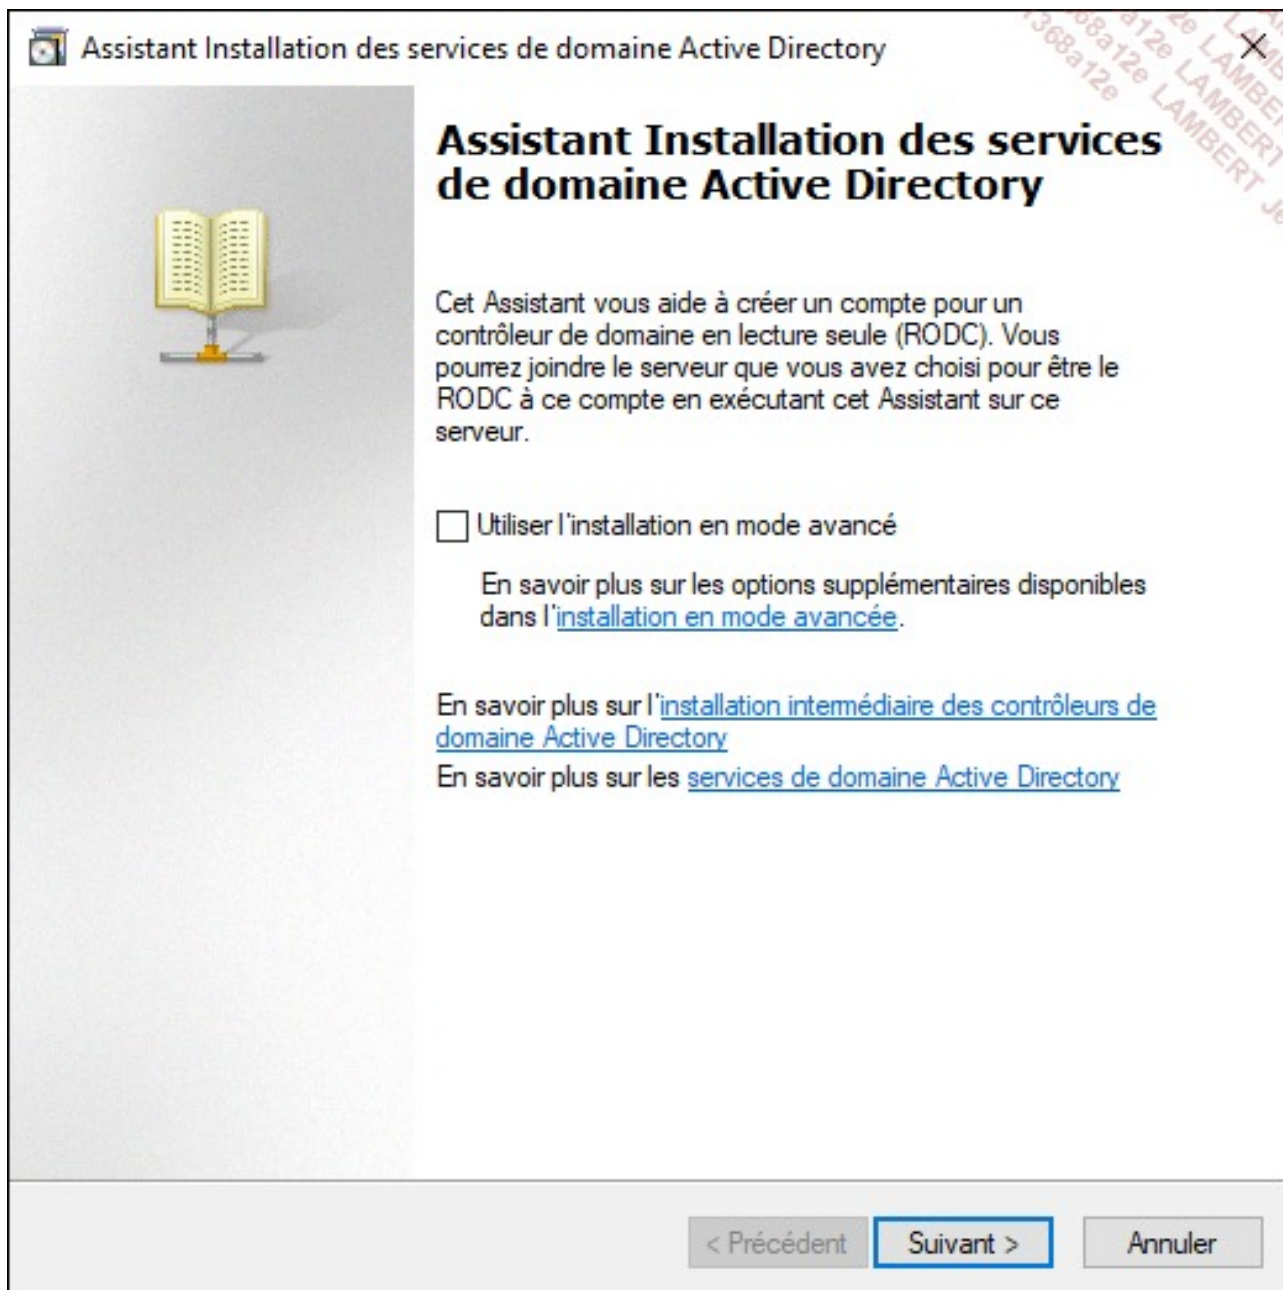 Assistant Installation des services de domaine Active Directory
Assistant Installation des services
de domaine Active Directory
Cet Assistant vous aide à créer un compte pour un
contrôleur de domaine en lecture seule (RODC). Vous
pourrez joindre le serveur que vous avez choisi pour être le
RODC à ce compte en exécutant cet Assistant sur ce
serveur.
Utiliser l'installation en mode avancé
En savoir plus sur les options supplémentaires disponibles
dans l'installation en mode avancée.
En savoir plus sur l'installation intermédiaire des contrôleurs de
domaine Active Directory
En savoir plus sur les services de domaine Active Directory
< Précédent
Suivant >
Annuler